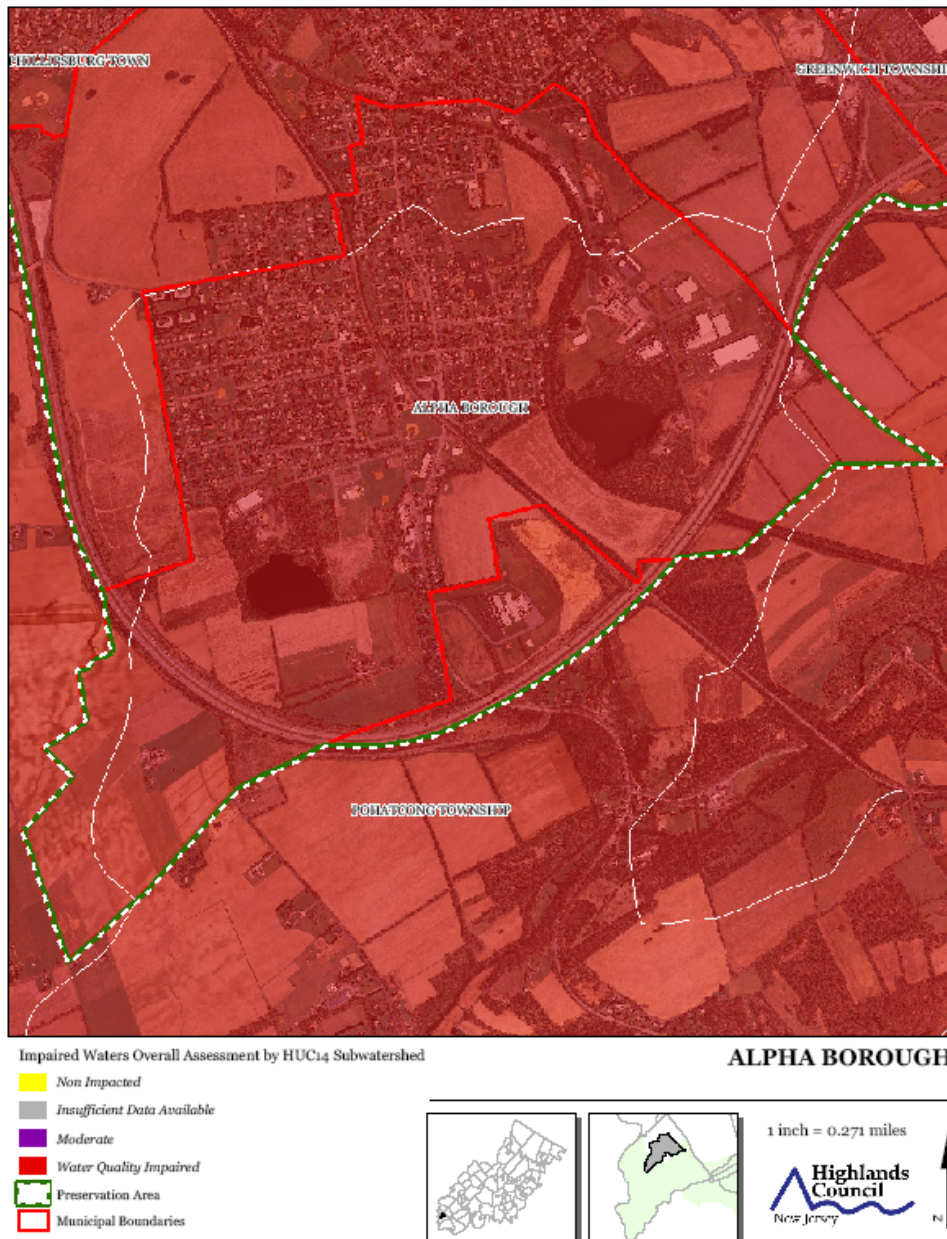 PHILLIPSBURG TOWN
GREENWICH TOWNSHIP
ALPHA BOROUGH
POHATCONG TOWNSHIP
Impaired Waters Overall Assessment by HUC14 Subwatershed
Non Impacted
Insufficient Data Available
Moderate
Water Quality Impaired
Preservation Area
Municipal Boundaries
ALPHA BOROUGH
1 inch = 0.271 miles
Highlands
Council
New Jersey
N